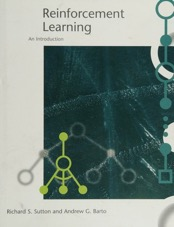 Reinforcement
Learning
An Introduction
Richard S. Sutton and Andrew G. Barto